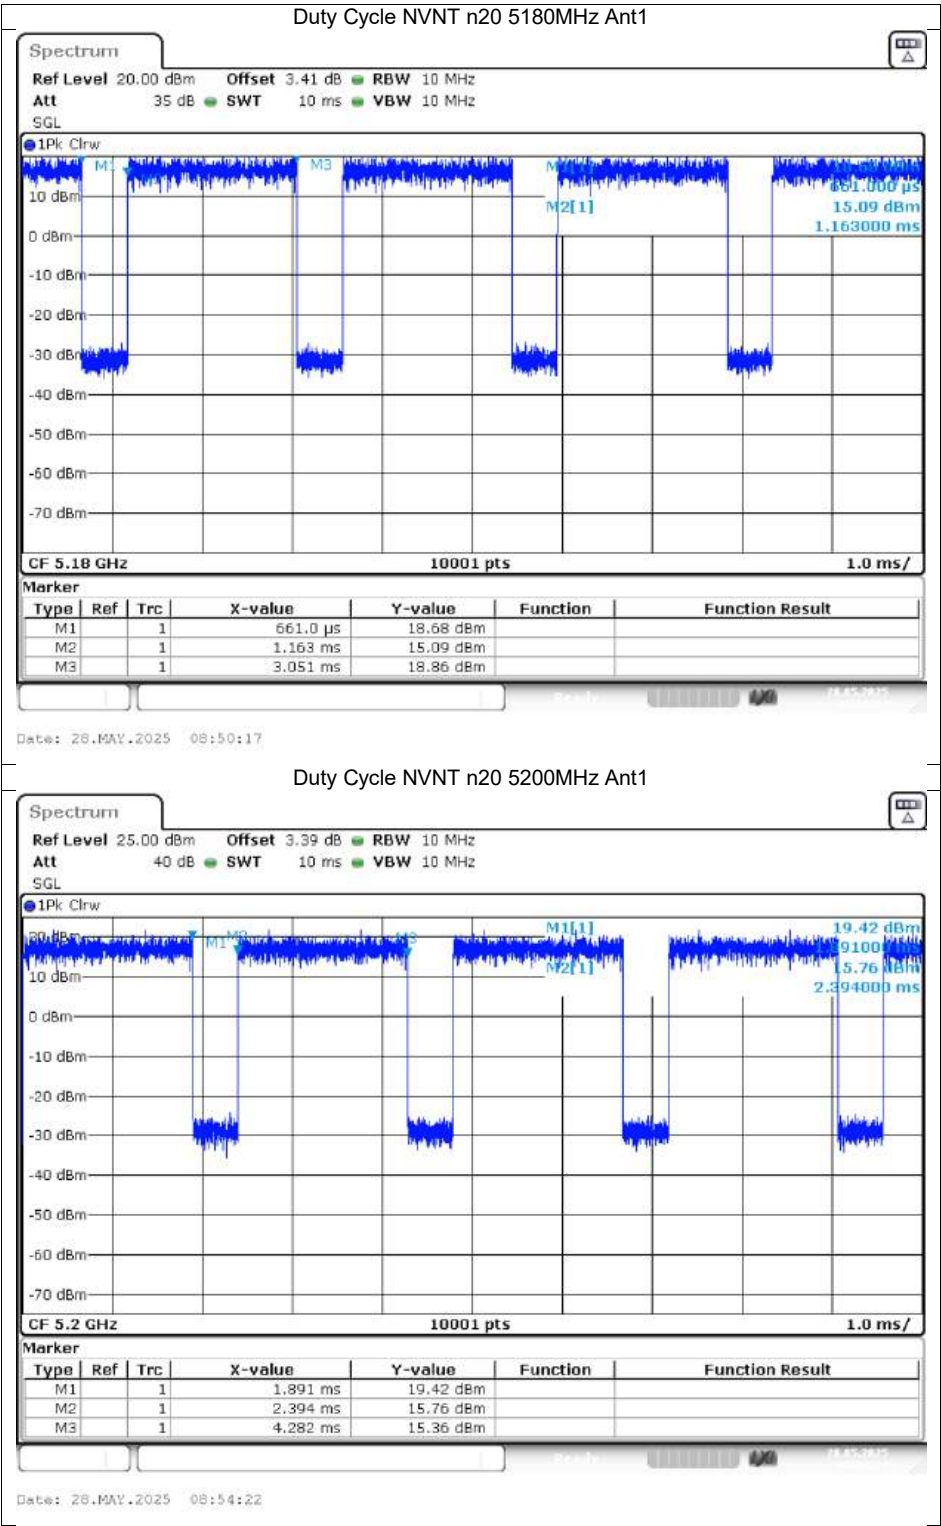 Duty Cycle NVNT n20 5180MHz Ant1
Spectrum
Ref Level 20.00 dBm Offset 3.41 dB RBW 10 MHz
Att 35 dB SWT 10 ms VBW 10 MHz
SGL
1Pk Clrw
M1 M3
661.000 µs
10 dBm
M2[1] 15.09 dBm
1.163000 ms
0 dBm
-10 dBm
-20 dBm
-30 dBm
-40 dBm
-50 dBm
-60 dBm
-70 dBm
CF 5.18 GHz 10001 pts 1.0 ms/
Marker
Type Ref Trc X-value Y-value Function Function Result
M1 1 661.0 µs 18.68 dBm
M2 1 1.163 ms 15.09 dBm
M3 1 3.051 ms 18.86 dBm
Date: 28.MAY.2025 08:50:17
Duty Cycle NVNT n20 5200MHz Ant1
Spectrum
Ref Level 25.00 dBm Offset 3.39 dB RBW 10 MHz
Att 40 dB SWT 10 ms VBW 10 MHz
SGL
1Pk Clrw
M1[1] 19.42 dBm
20 dBm
M1 M2 M3
M2[1] 15.76 dBm
10 dBm
2.394000 ms
0 dBm
-10 dBm
-20 dBm
-30 dBm
-40 dBm
-50 dBm
-60 dBm
-70 dBm
CF 5.2 GHz 10001 pts 1.0 ms/
Marker
Type Ref Trc X-value Y-value Function Function Result
M1 1 1.891 ms 19.42 dBm
M2 1 2.394 ms 15.76 dBm
M3 1 4.282 ms 15.36 dBm
Date: 28.MAY.2025 08:54:22